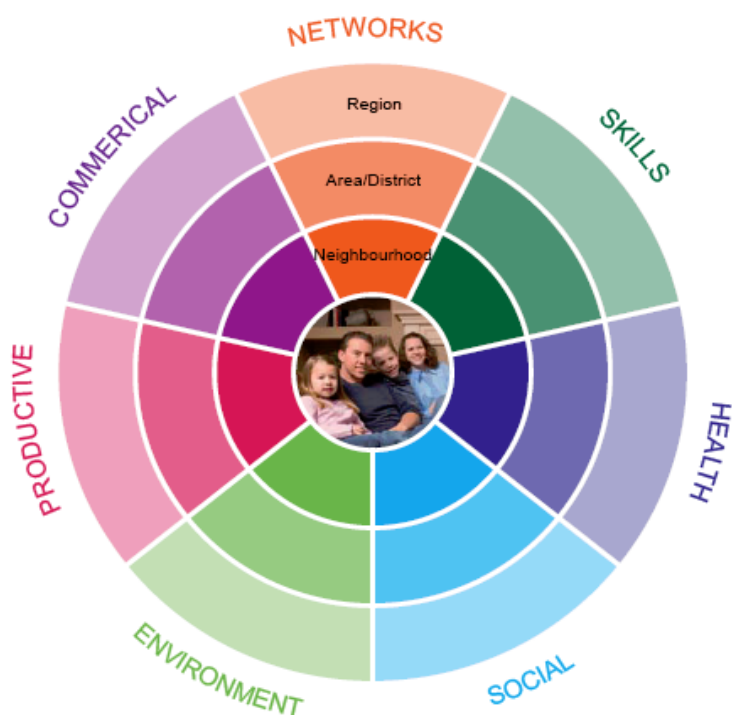 NETWORKS
COMMERICAL
SKILLS
Region
Area/District
Neighbourhood
PRODUCTIVE
HEALTH
ENVIRONMENT
SOCIAL